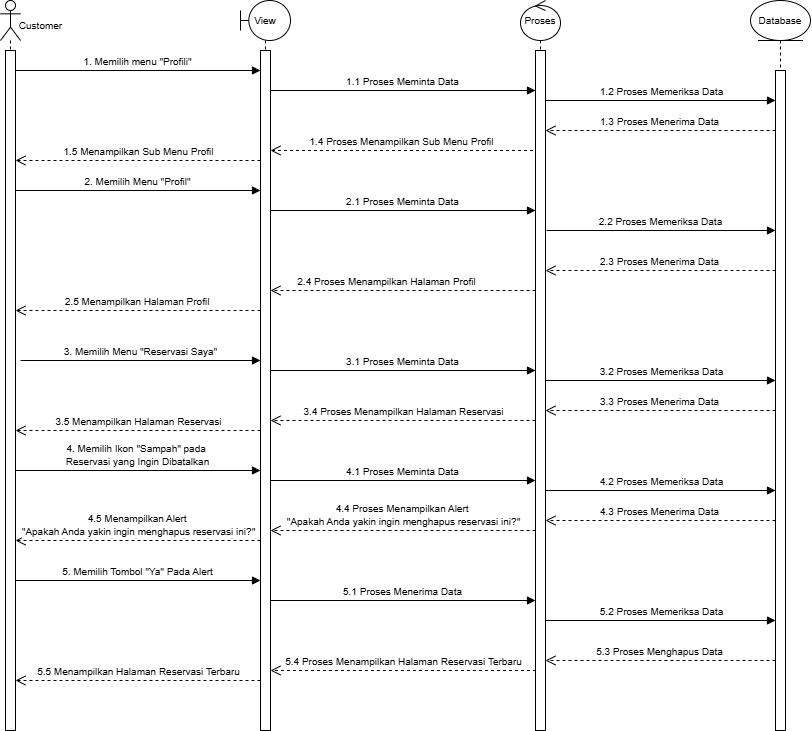 Customer
View
Proses
Database
1. Memilih menu "Profili"
1.1 Proses Meminta Data
1.2 Proses Memeriksa Data
1.3 Proses Menerima Data
1.4 Proses Menampilkan Sub Menu Profil
1.5 Menampilkan Sub Menu Profil
2. Memilih Menu "Profil"
2.1 Proses Meminta Data
2.2 Proses Memeriksa Data
2.3 Proses Menerima Data
2.4 Proses Menampilkan Halaman Profil
2.5 Menampilkan Halaman Profil
3. Memilih Menu "Reservasi Saya"
3.1 Proses Meminta Data
3.2 Proses Memeriksa Data
3.3 Proses Menerima Data
3.4 Proses Menampilkan Halaman Reservasi
3.5 Menampilkan Halaman Reservasi
4. Memilih Ikon "Sampah" pada
Reservasi yang Ingin Dibatalkan
4.1 Proses Meminta Data
4.2 Proses Memeriksa Data
4.3 Proses Menerima Data
4.4 Proses Menampilkan Alert
"Apakah Anda yakin ingin menghapus reservasi ini?"
4.5 Menampilkan Alert
"Apakah Anda yakin ingin menghapus reservasi ini?"
5. Memilih Tombol "Ya" Pada Alert
5.1 Proses Menerima Data
5.2 Proses Memeriksa Data
5.3 Proses Menghapus Data
5.4 Proses Menampilkan Halaman Reservasi Terbaru
5.5 Menampilkan Halaman Reservasi Terbaru